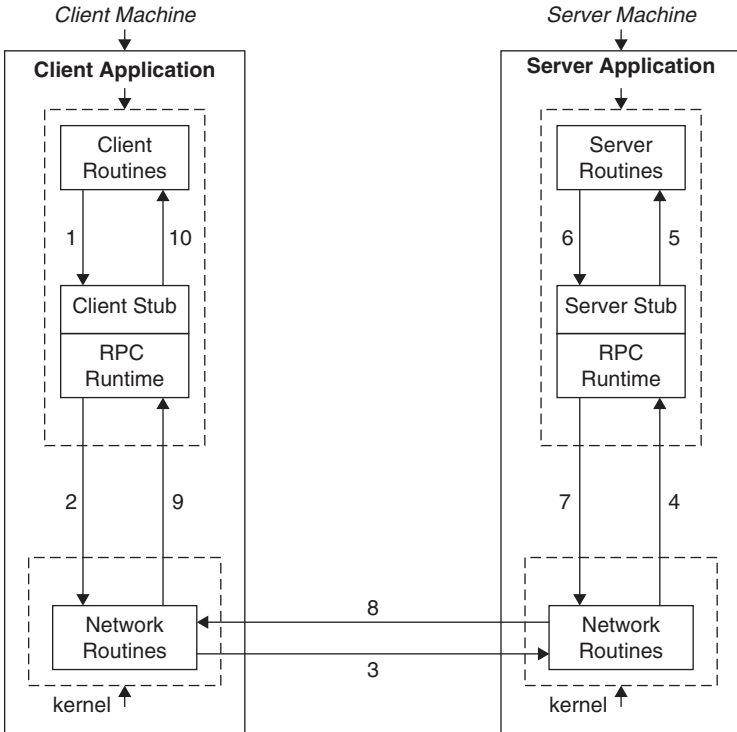 Client Machine
Server Machine
Client Application
Server Application
Client
Routines
Server
Routines
1
10
6
5
Client Stub
Server Stub
RPC
Runtime
RPC
Runtime
2
9
7
4
8
Network
Routines
Network
Routines
3
kernel
kernel